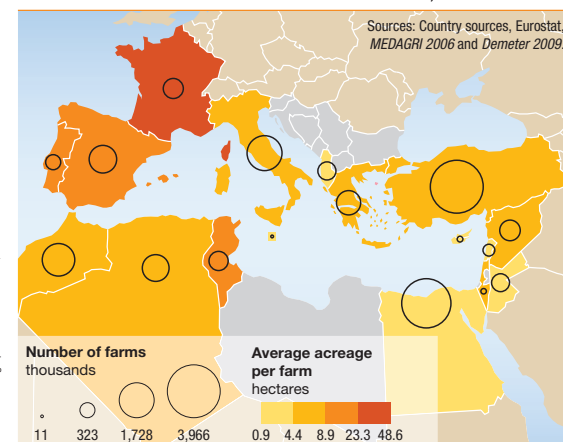 Sources: Country sources, Eurostat,
MEDAGRI 2006 and Demeter 2009.
Number of farms
thousands
11 323 1,728 3,966
Average acreage
per farm
hectares
0.9 4.4 8.9 23.3 48.6